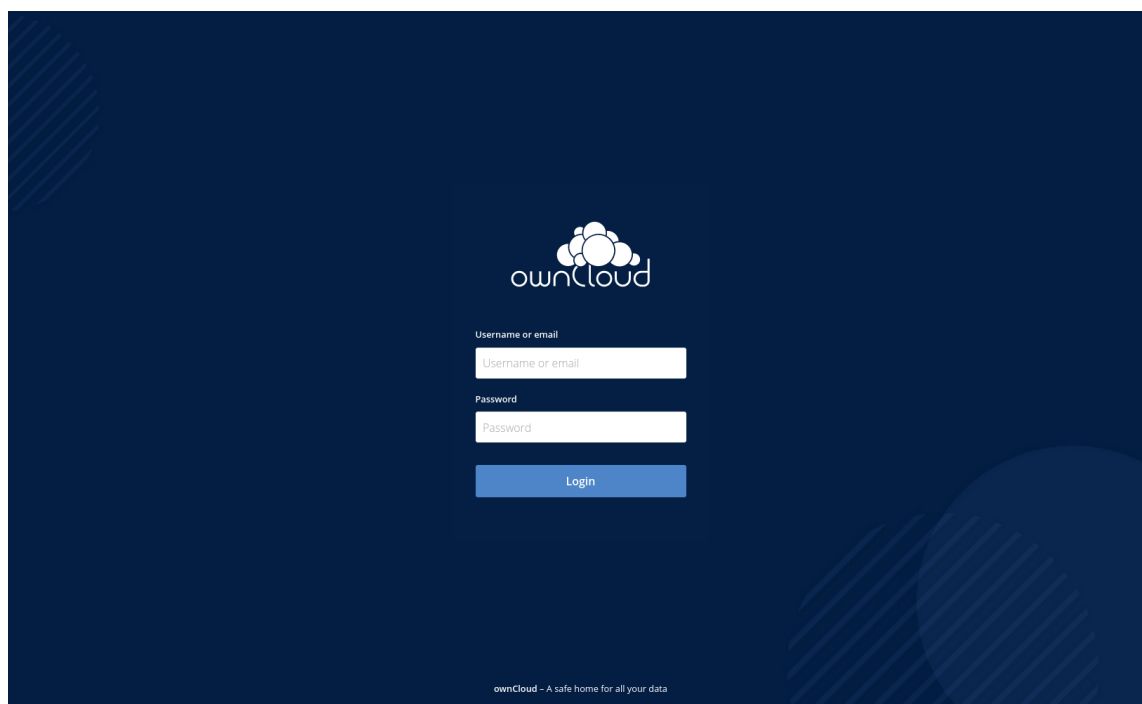 ownCloud
Username or email
Username or email
Password
Password
Login
ownCloud – A safe home for all your data